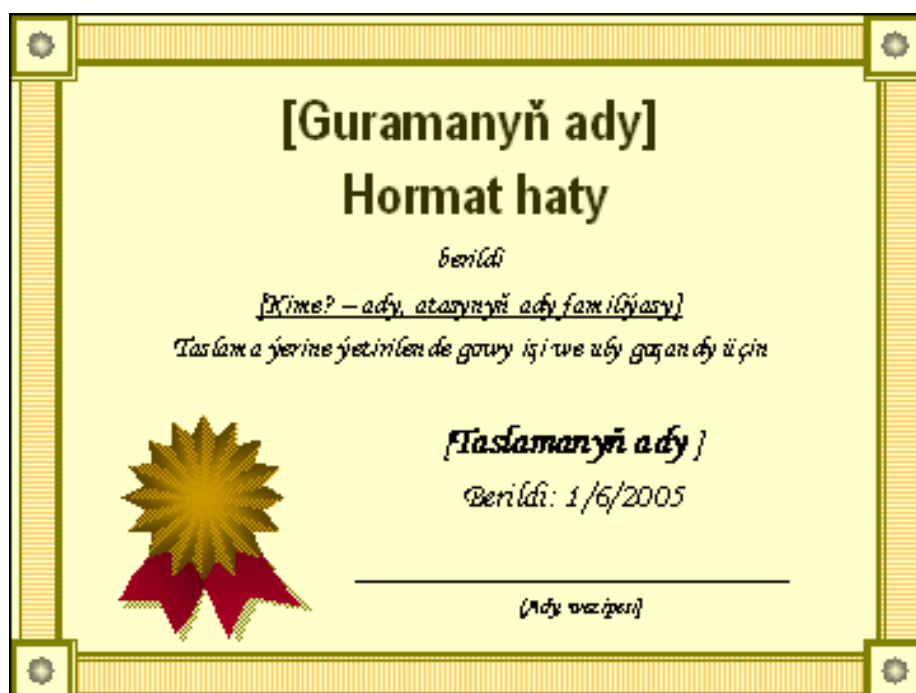 [Guramanyň ady]
Hormat haty
berildi
[Kime? – ady, atasynyň ady familiýasy]
Taslama ýerine ýetirilende gowy işi we uly goşandy üçin
[Taslamanyň ady ]
Berildi: 1/6/2005
[Ady wezipesi]